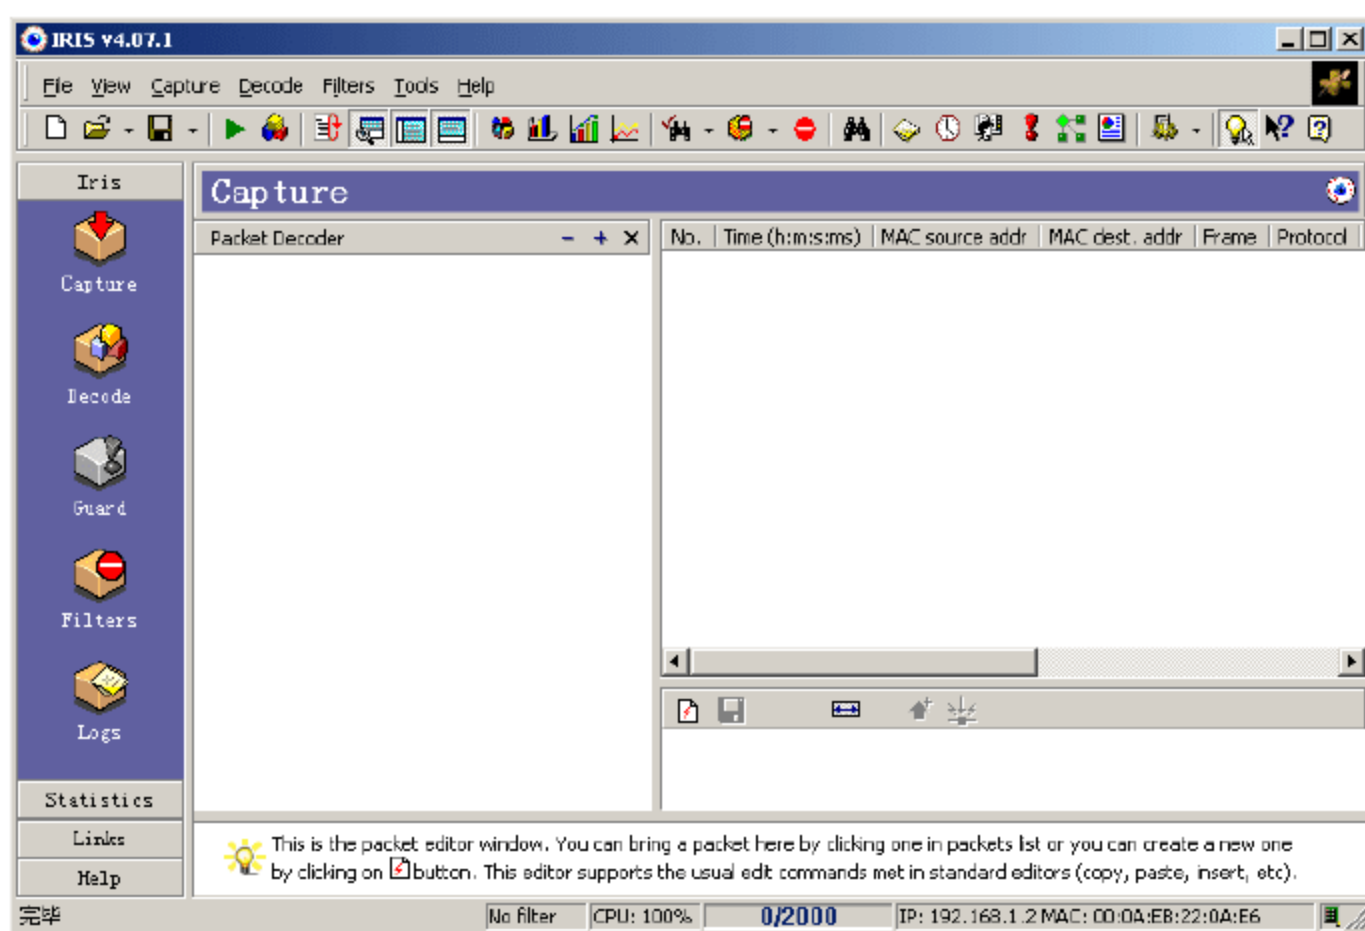 IRIS v4.07.1
File View Capture Decode Filters Tools Help
Iris
Capture
Decode
Guard
Filters
Logs
Statistics
Links
Help
Capture
Packet Decoder
No. Time (h:m:s:ms) MAC source addr MAC dest. addr Frame Protocol
This is the packet editor window. You can bring a packet here by clicking one in packets list or you can create a new one
by clicking on button. This editor supports the usual edit commands met in standard editors (copy, paste, insert, etc).
完毕 No filter CPU: 100% 0/2000 IP: 192.168.1.2 MAC: 00:0A:EB:22:0A:E6